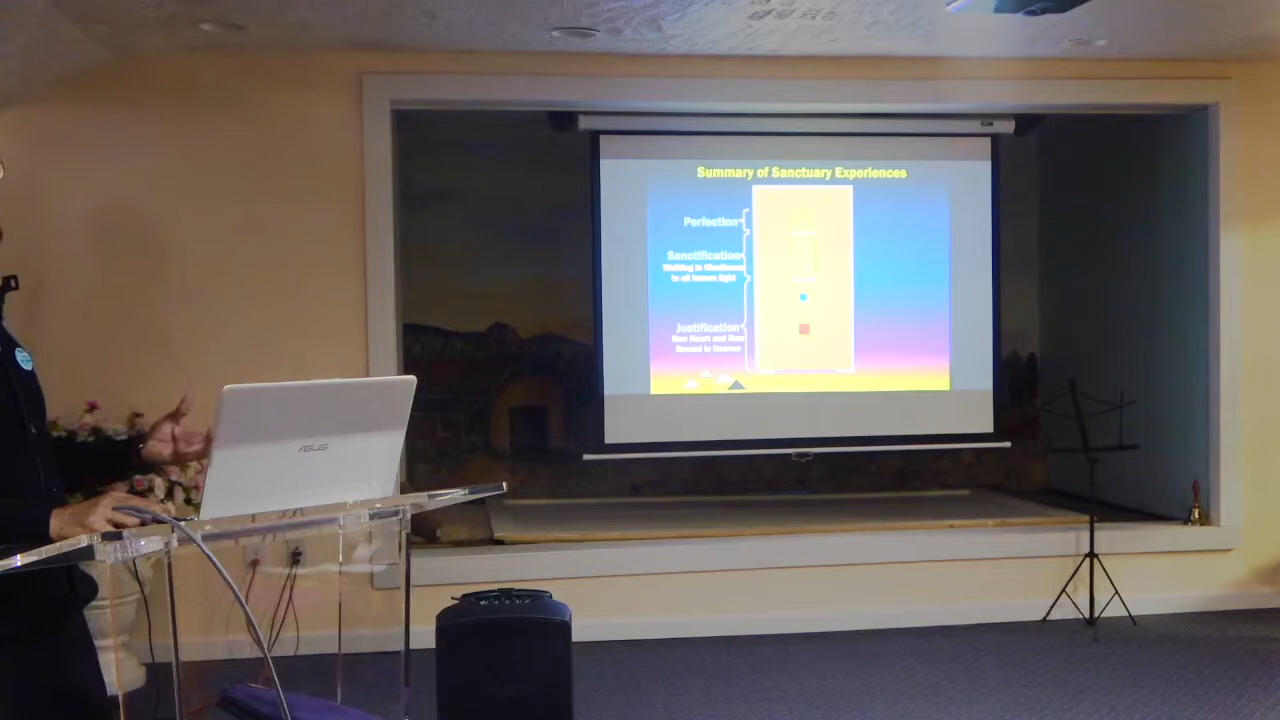 Summary of Sanctuary Experiences
Perfection
Sanctification
Walking in Obedience
to all known light
Justification
New Heart and New
Record in Heaven
ASUS